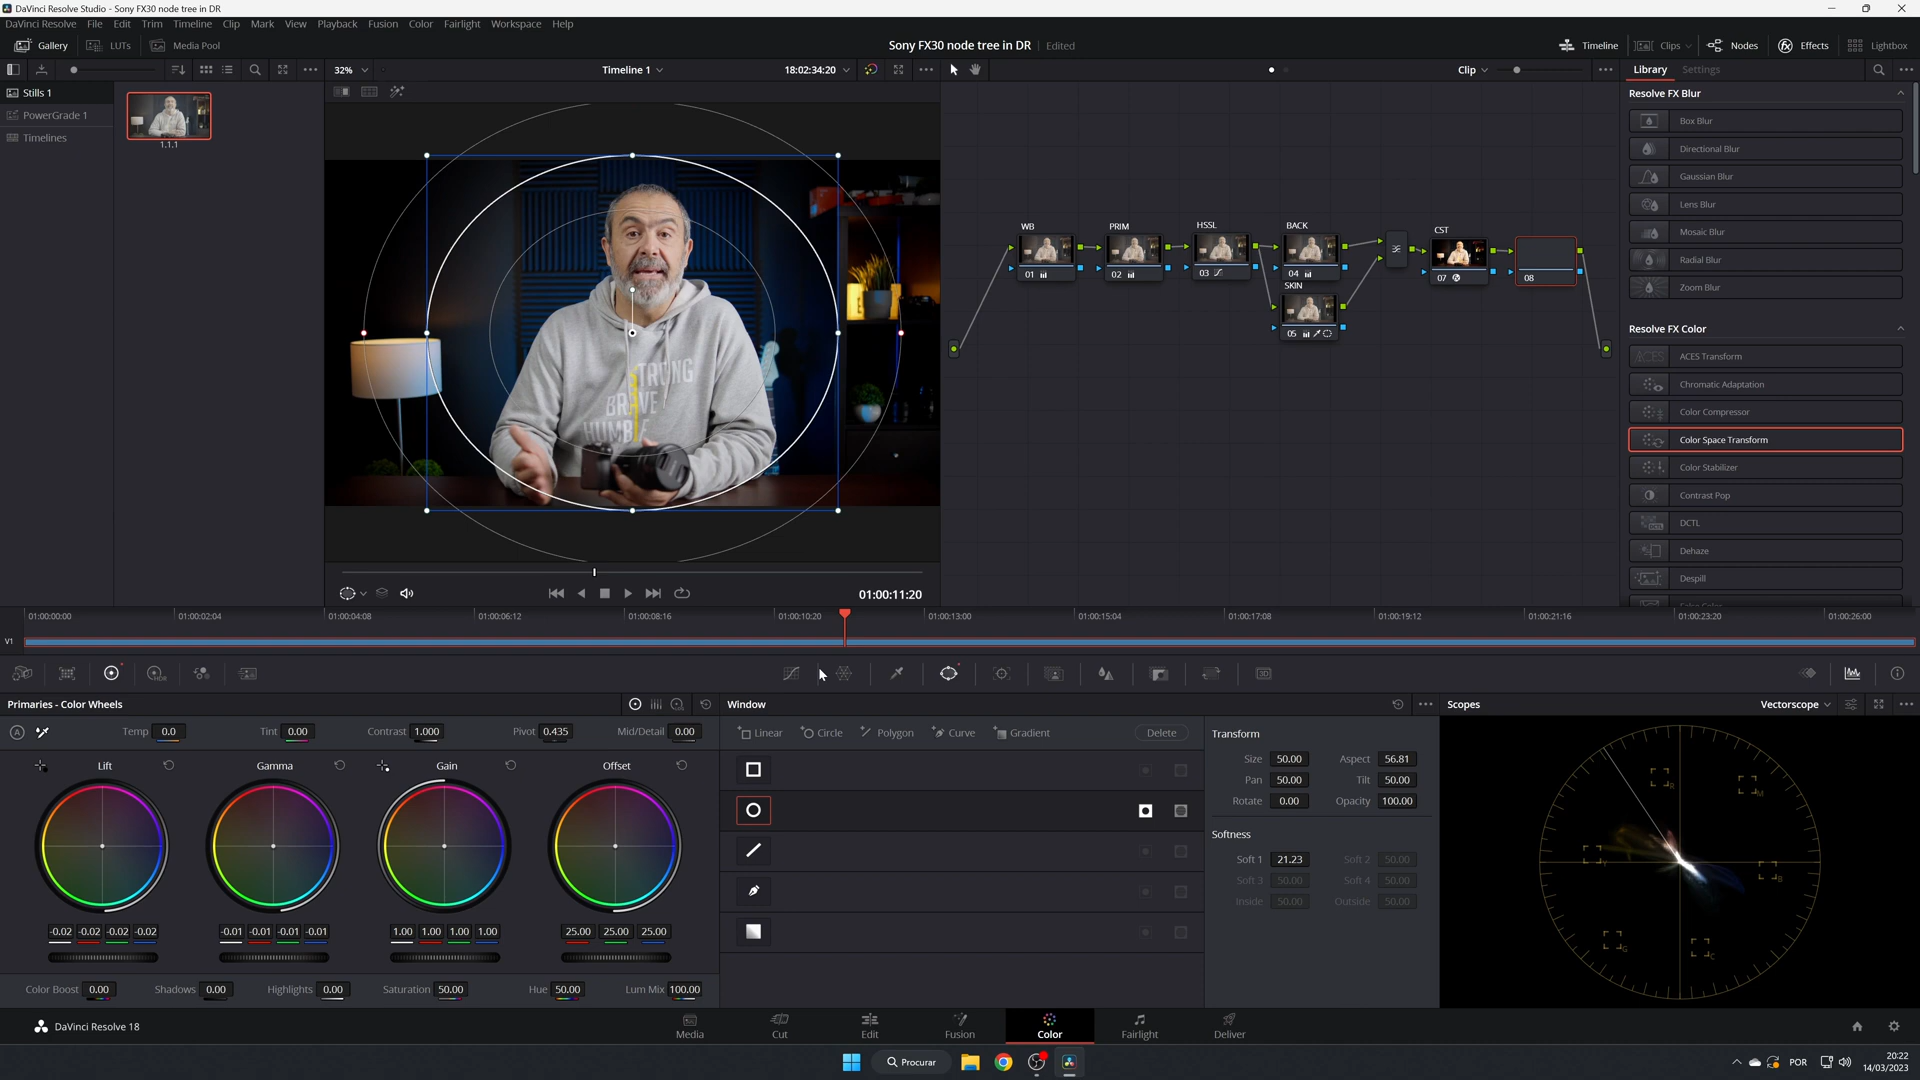 DaVinci Resolve Studio - Sony FX30 node tree in DR
DaVinci Resolve File Edit Trim Timeline Clip Mark View Playback Fusion Color Fairlight Workspace Help
Gallery LUTs Media Pool Sony FX30 node tree in DR Edited Timeline Clips Nodes Effects Lightbox
32% Timeline 1 18:02:34:20 Clip Library Settings
Stills 1
PowerGrade 1
Timelines
1.1.1
STRONG
BRAVE
HUMBLE
WB PRIM HSSL BACK CST
01 02 03 04 07 08
SKIN
05
Resolve FX Blur
Box Blur
Directional Blur
Gaussian Blur
Lens Blur
Mosaic Blur
Radial Blur
Zoom Blur
Resolve FX Color
ACES ACES Transform
Chromatic Adaptation
Color Compressor
Color Space Transform
Color Stabilizer
Contrast Pop
DCTL DCTL
Dehaze
Despill
01:00:11:20
01:00:00:00 01:00:02:04 01:00:04:08 01:00:06:12 01:00:08:16 01:00:10:20 01:00:13:00 01:00:15:04 01:00:17:08 01:00:19:12 01:00:21:16 01:00:23:20 01:00:26:00
V1
HDR 3D
Primaries - Color Wheels Window Scopes Vectorscope
A Temp 0.0 Tint 0.00 Contrast 1.000 Pivot 0.435 Mid/Detail 0.00
Linear Circle Polygon Curve Gradient Delete
Lift Gamma Gain Offset
-0.02 -0.02 -0.02 -0.02 -0.01 -0.01 -0.01 -0.01 1.00 1.00 1.00 1.00 25.00 25.00 25.00
Color Boost 0.00 Shadows 0.00 Highlights 0.00 Saturation 50.00 Hue 50.00 Lum Mix 100.00
Transform
Size 50.00 Aspect 56.81
Pan 50.00 Tilt 50.00
Rotate 0.00 Opacity 100.00
Softness
Soft 1 21.23 Soft 2 50.00
Soft 3 50.00 Soft 4 50.00
Inside 50.00 Outside 50.00
R M
Y B
G C
DaVinci Resolve 18 Media Cut Edit Fusion Color Fairlight Deliver
Procurar POR 20:22
14/03/2023